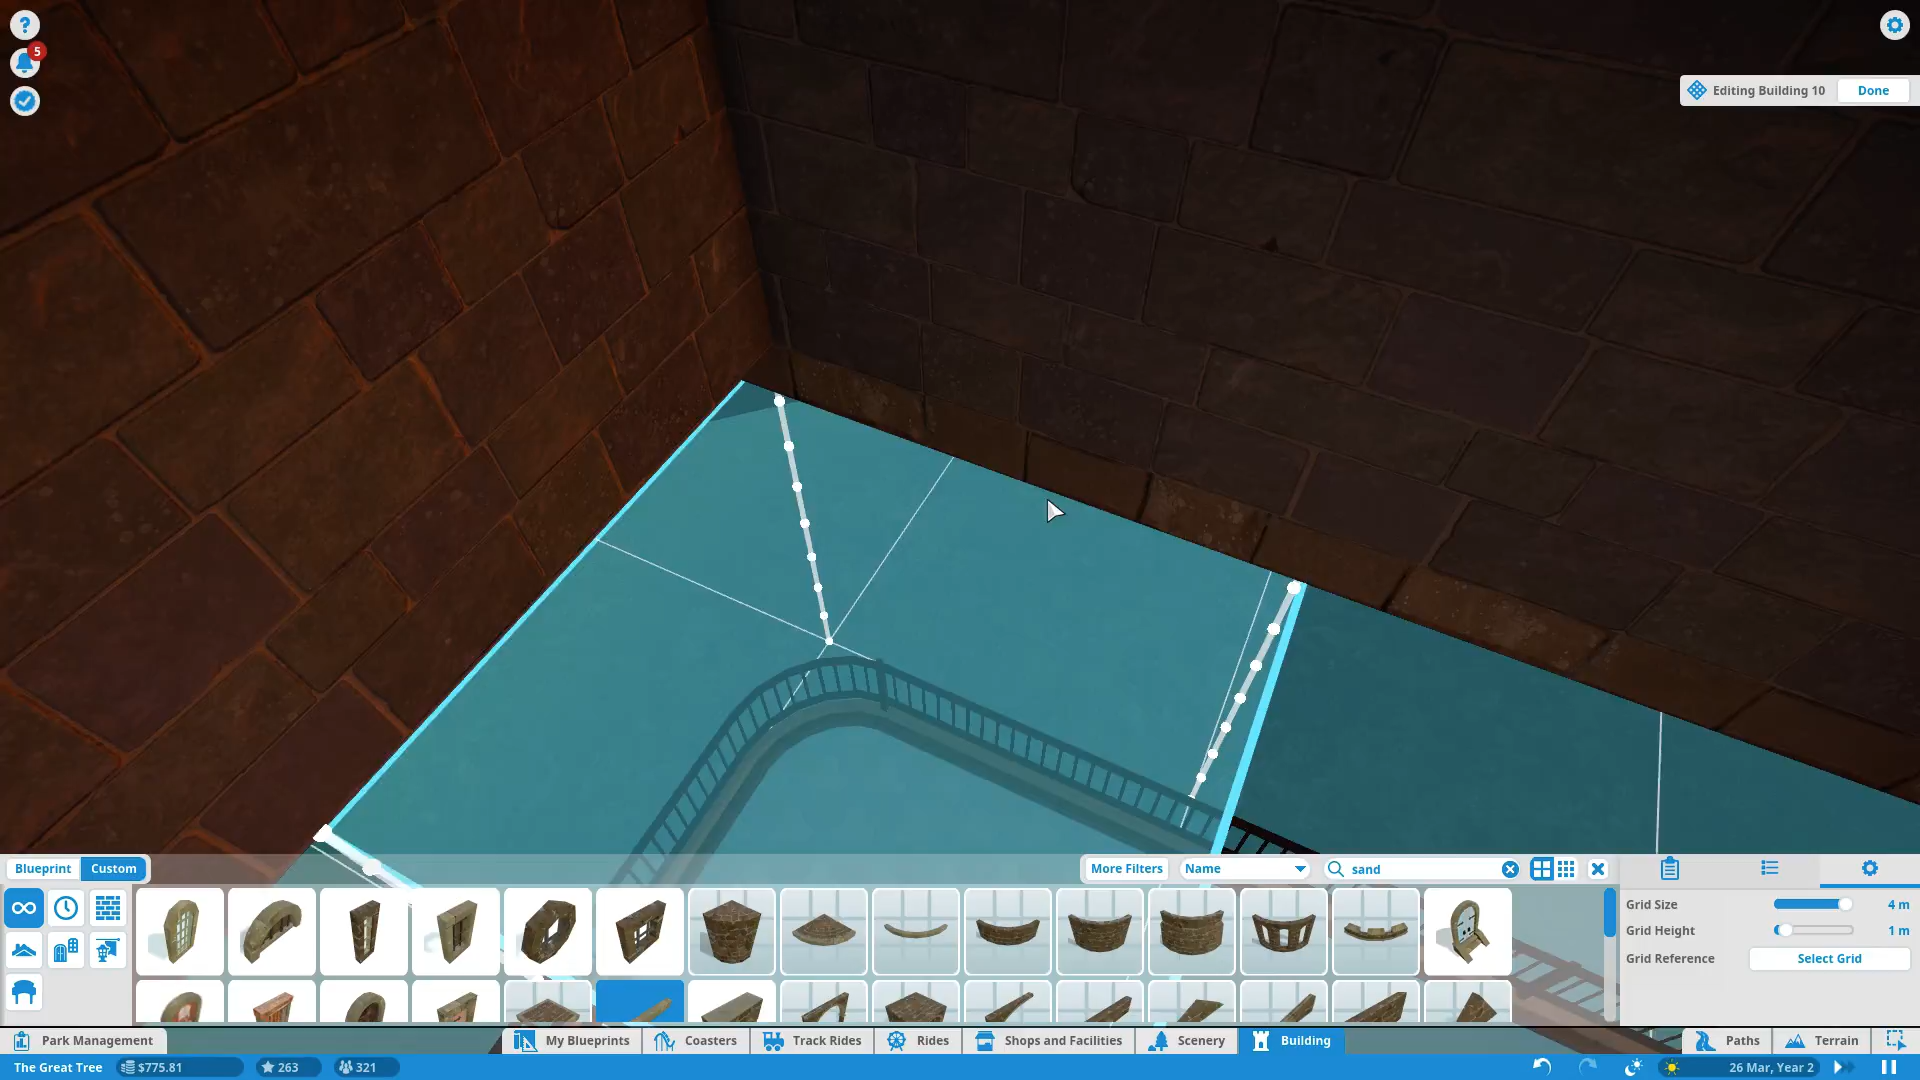 ?
5
Editing Building 10
Done
Blueprint
Custom
More Filters
Name
sand
Grid Size
4 m
Grid Height
1 m
Grid Reference
Select Grid
Park Management
My Blueprints
Coasters
Track Rides
Rides
Shops and Facilities
Scenery
Building
Paths
Terrain
The Great Tree
$775.81
263
321
26 Mar, Year 2